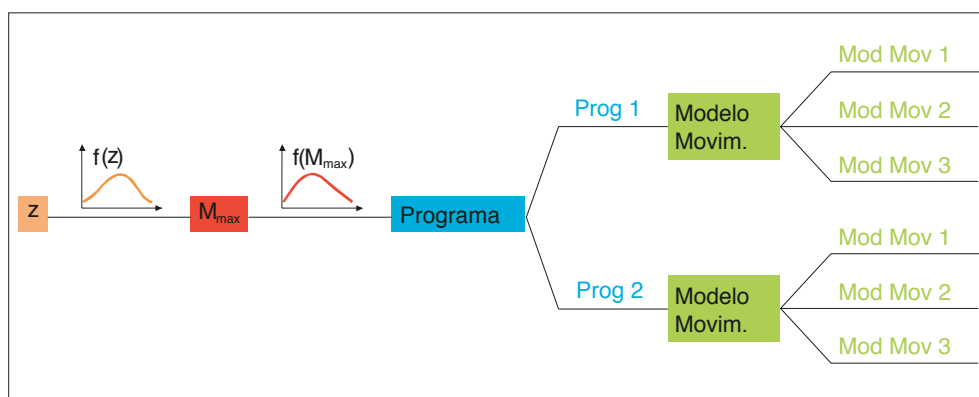 z
f(z)
Mmax
f(Mmax)
Programa
Prog 1
Modelo
Movim.
Mod Mov 1
Mod Mov 2
Mod Mov 3
Prog 2
Modelo
Movim.
Mod Mov 1
Mod Mov 2
Mod Mov 3